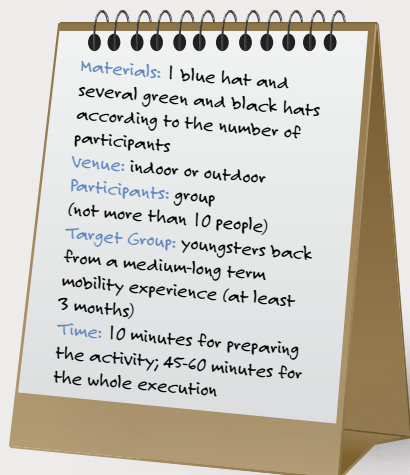 Materials: 1 blue hat and
several green and black hats
according to the number of
participants
Venue: indoor or outdoor
Participants: group
(not more than 10 people)
Target Group: youngsters back
from a medium-long term
mobility experience (at least
3 months)
Time: 10 minutes for preparing
the activity; 45-60 minutes for
the whole execution